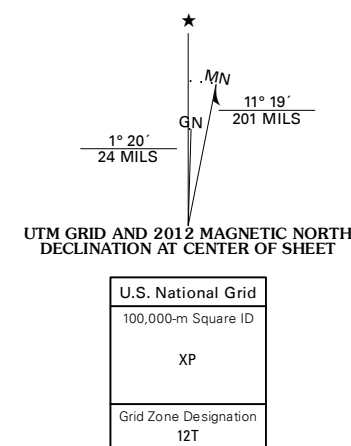 ★
MN
GN
11° 19´
201 MILS
1° 20´
24 MILS
UTM GRID AND 2012 MAGNETIC NORTH
DECLINATION AT CENTER OF SHEET
U.S. National Grid
100,000-m Square ID
XP
Grid Zone Designation
12T